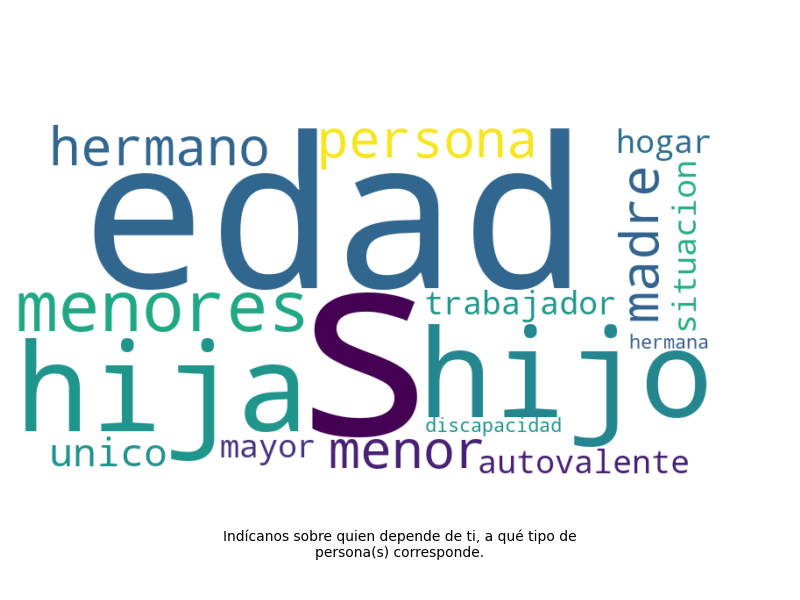 hermano
persona
hogar
edad
madre
situacion
menores
s
trabajador
hermana
hija
hijo
discapacidad
unico
mayor
menor
autovalente
Indícanos sobre quien depende de ti, a qué tipo de
persona(s) corresponde.